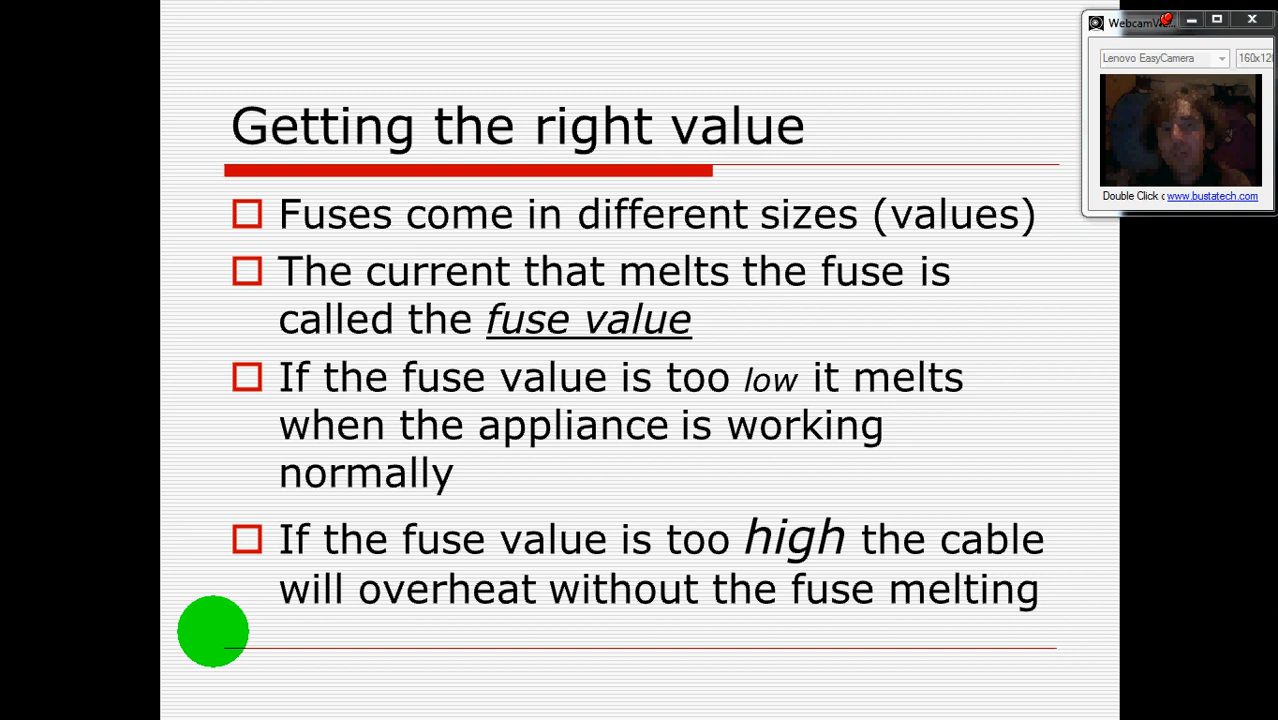 Getting the right value
Fuses come in different sizes (values)
The current that melts the fuse is
called the fuse value
If the fuse value is too low it melts
when the appliance is working
normally
If the fuse value is too high the cable
will overheat without the fuse melting
Lenovo EasyCamera
Double Click www.bustatech.com